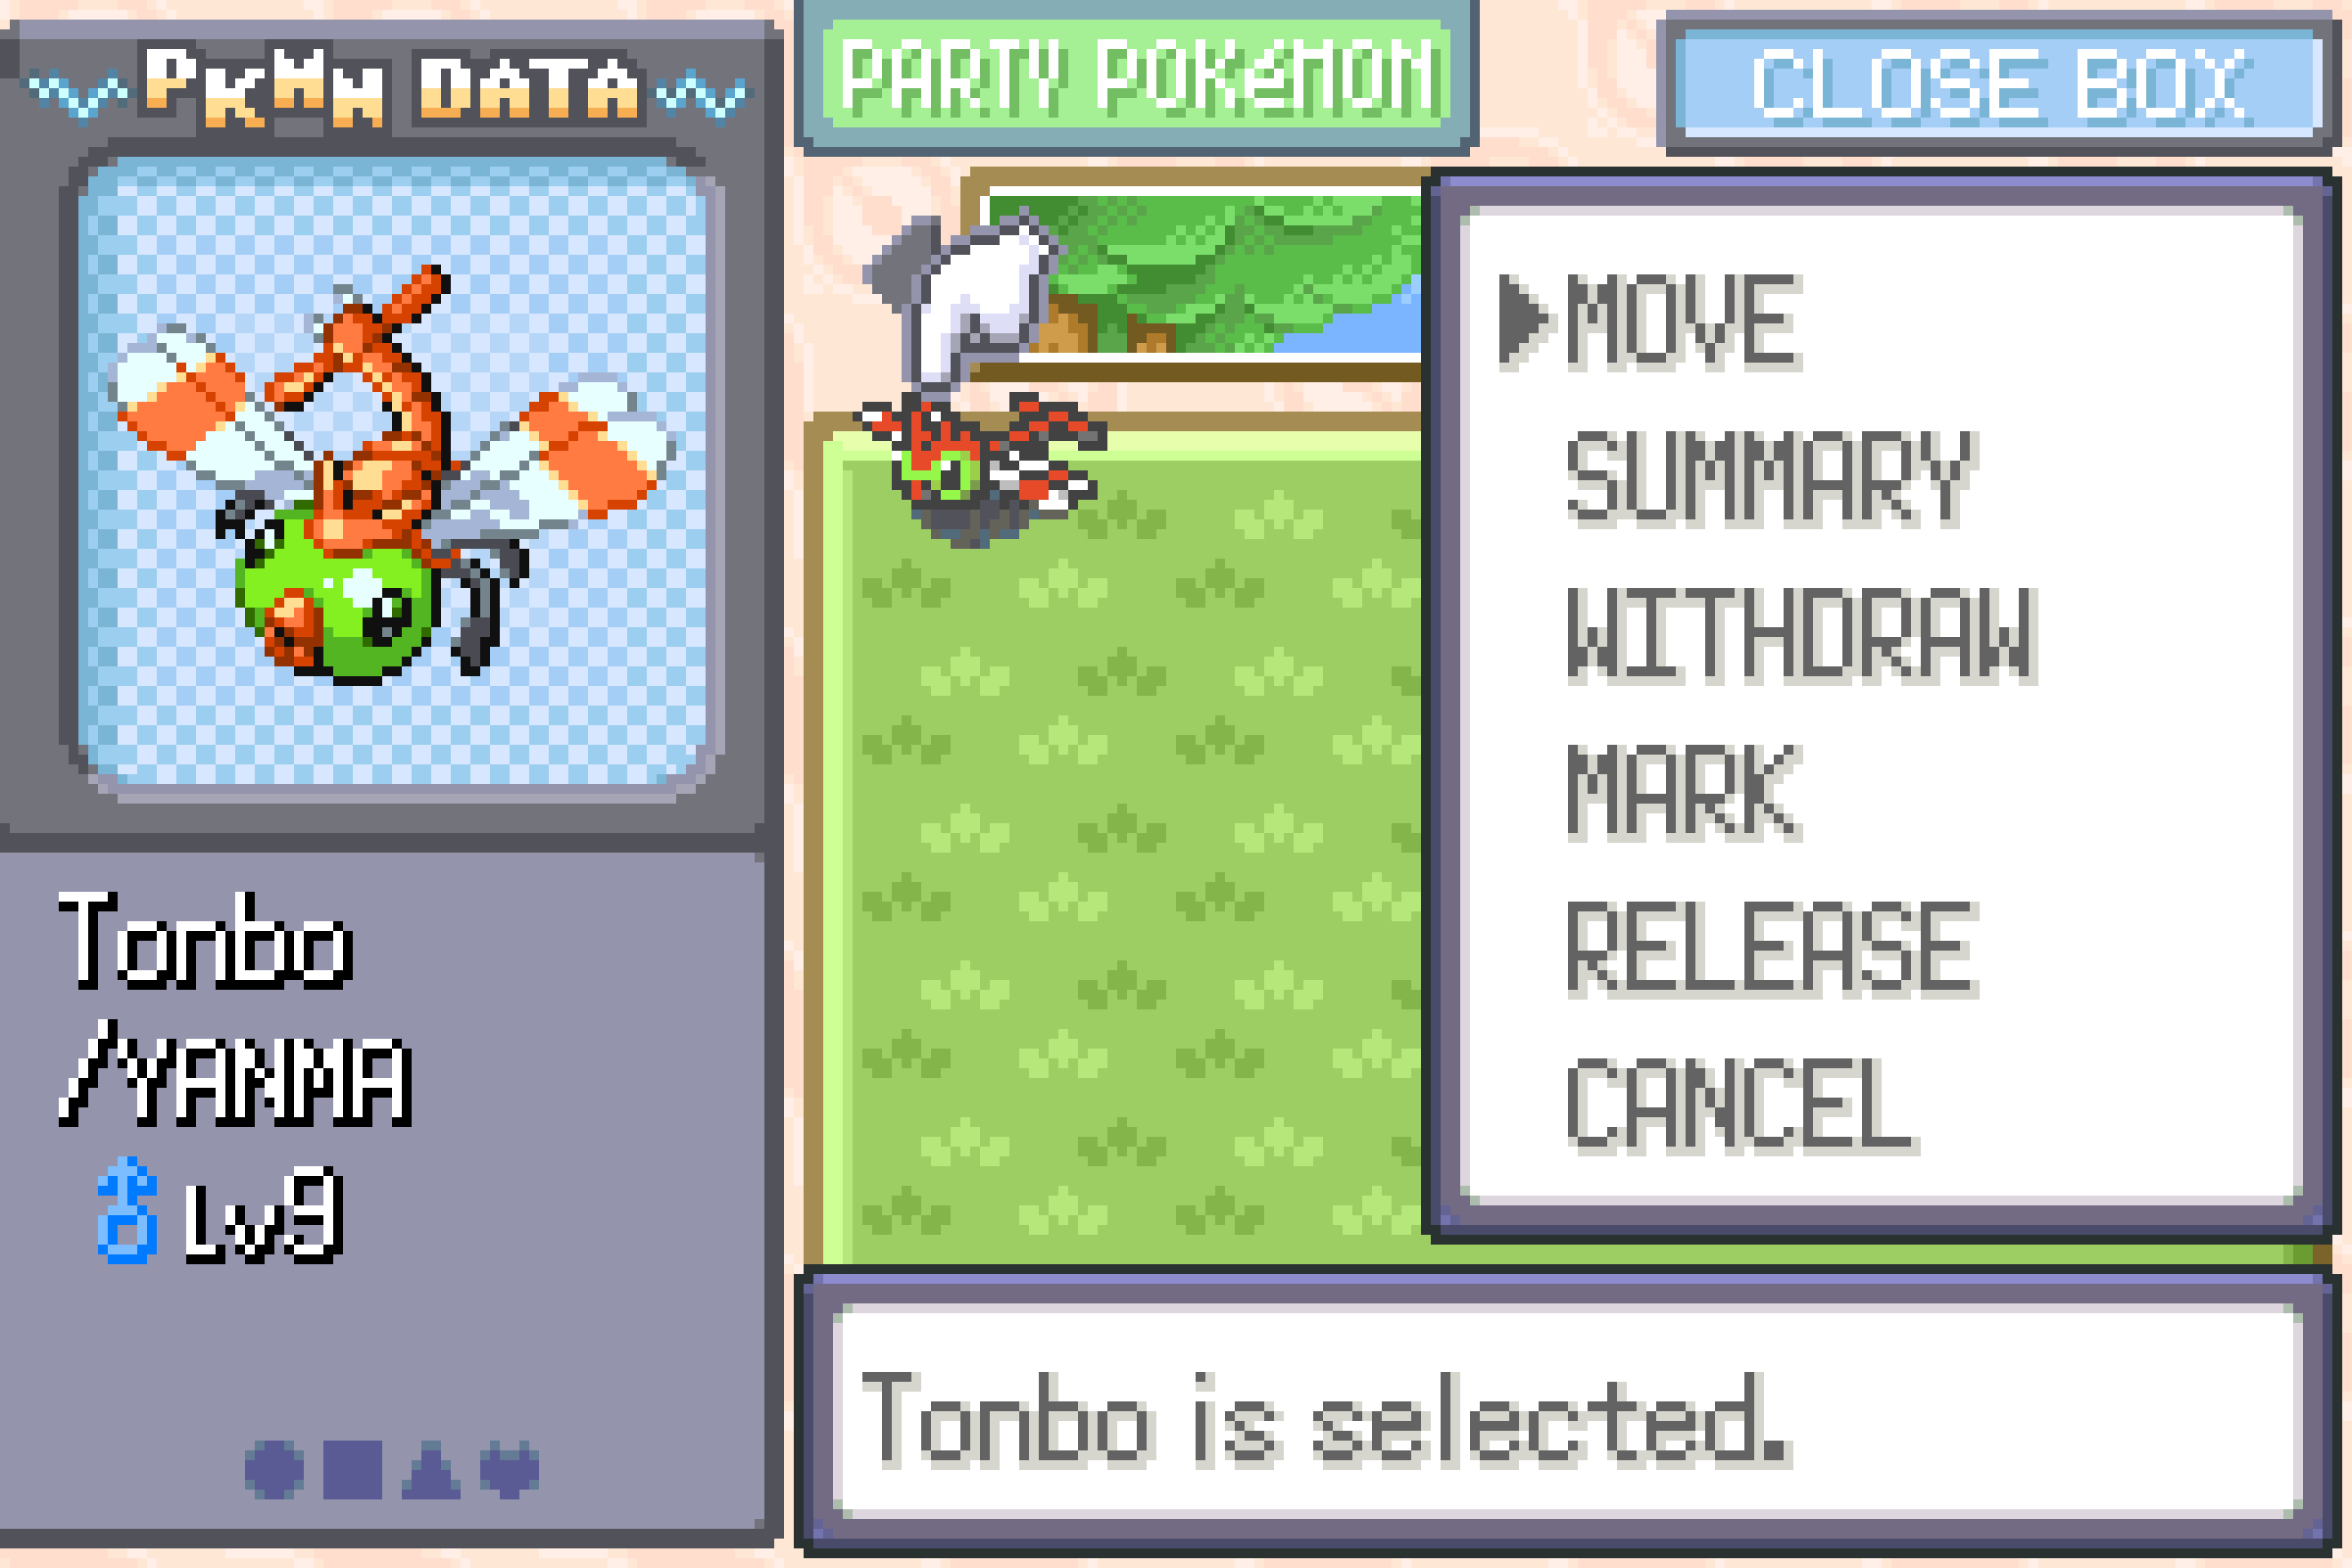 PKMN DATA
PARTY POKéMON
CLOSE BOX
MOVE
SUMMARY
WITHDRAW
MARK
RELEASE
CANCEL
Tonbo
/YANMA
♂ Lv9
Tonbo is selected.